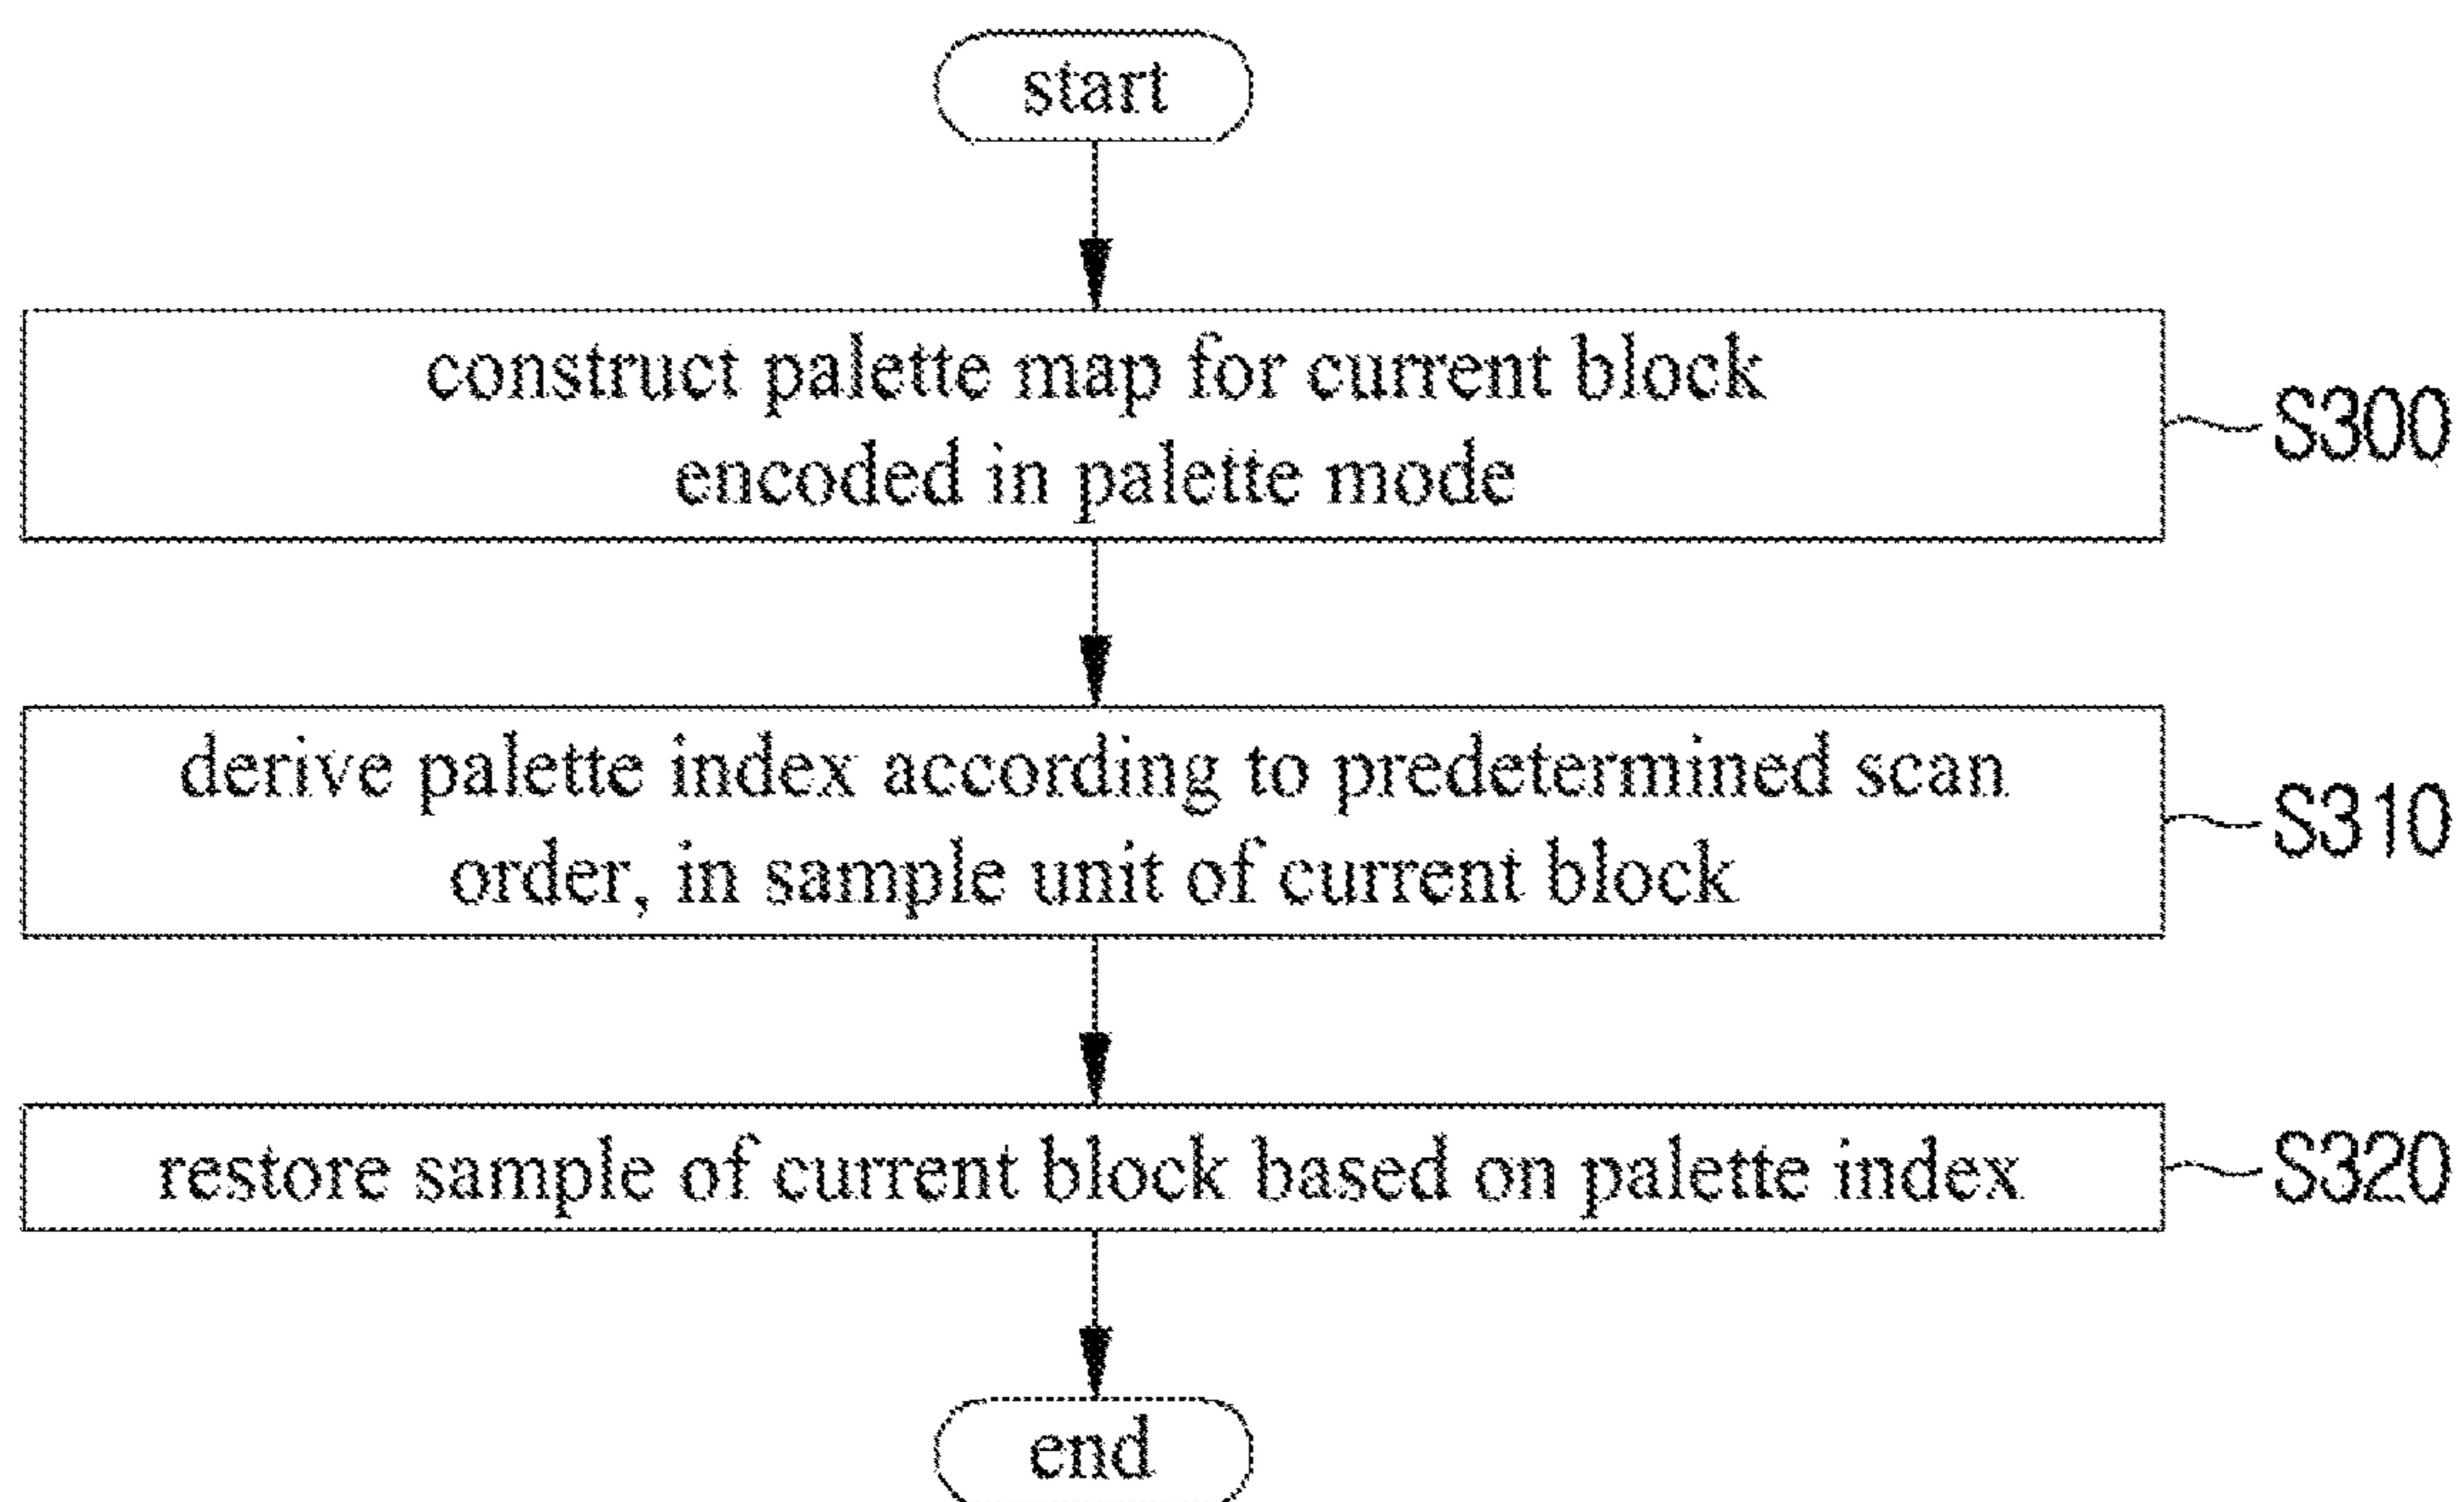 start
construct palette map for current block
encoded in palette mode
S300
derive palette index according to predetermined scan
order, in sample unit of current block
S310
restore sample of current block based on palette index
S320
end